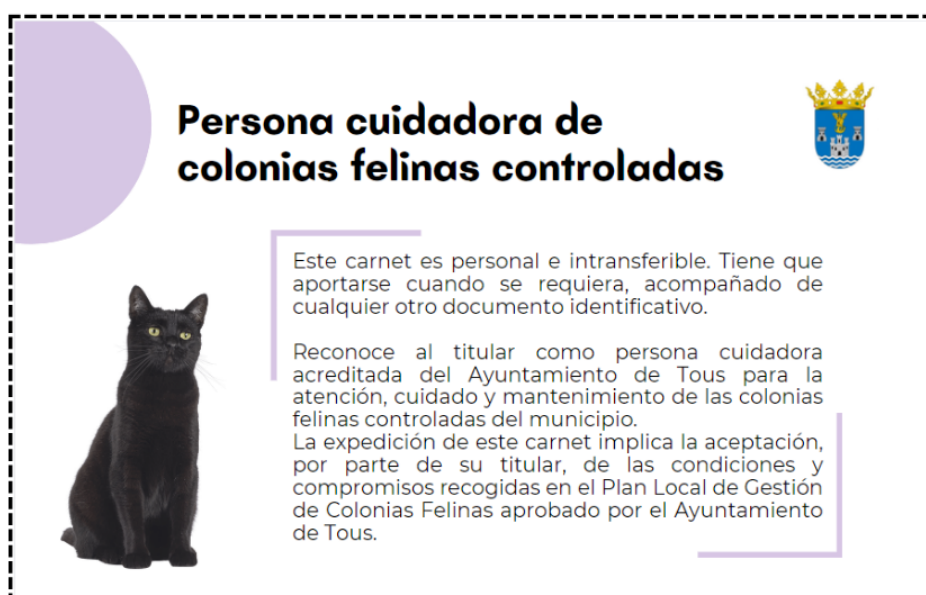 Persona cuidadora de
colonias felinas controladas
Este carnet es personal e intransferible. Tiene que
aportarse cuando se requiera, acompañado de
cualquier otro documento identificativo.
Reconoce al titular como persona cuidadora
acreditada del Ayuntamiento de Tous para la
atención, cuidado y mantenimiento de las colonias
felinas controladas del municipio.
La expedición de este carnet implica la aceptación,
por parte de su titular, de las condiciones y
compromisos recogidas en el Plan Local de Gestión
de Colonias Felinas aprobado por el Ayuntamiento
de Tous.